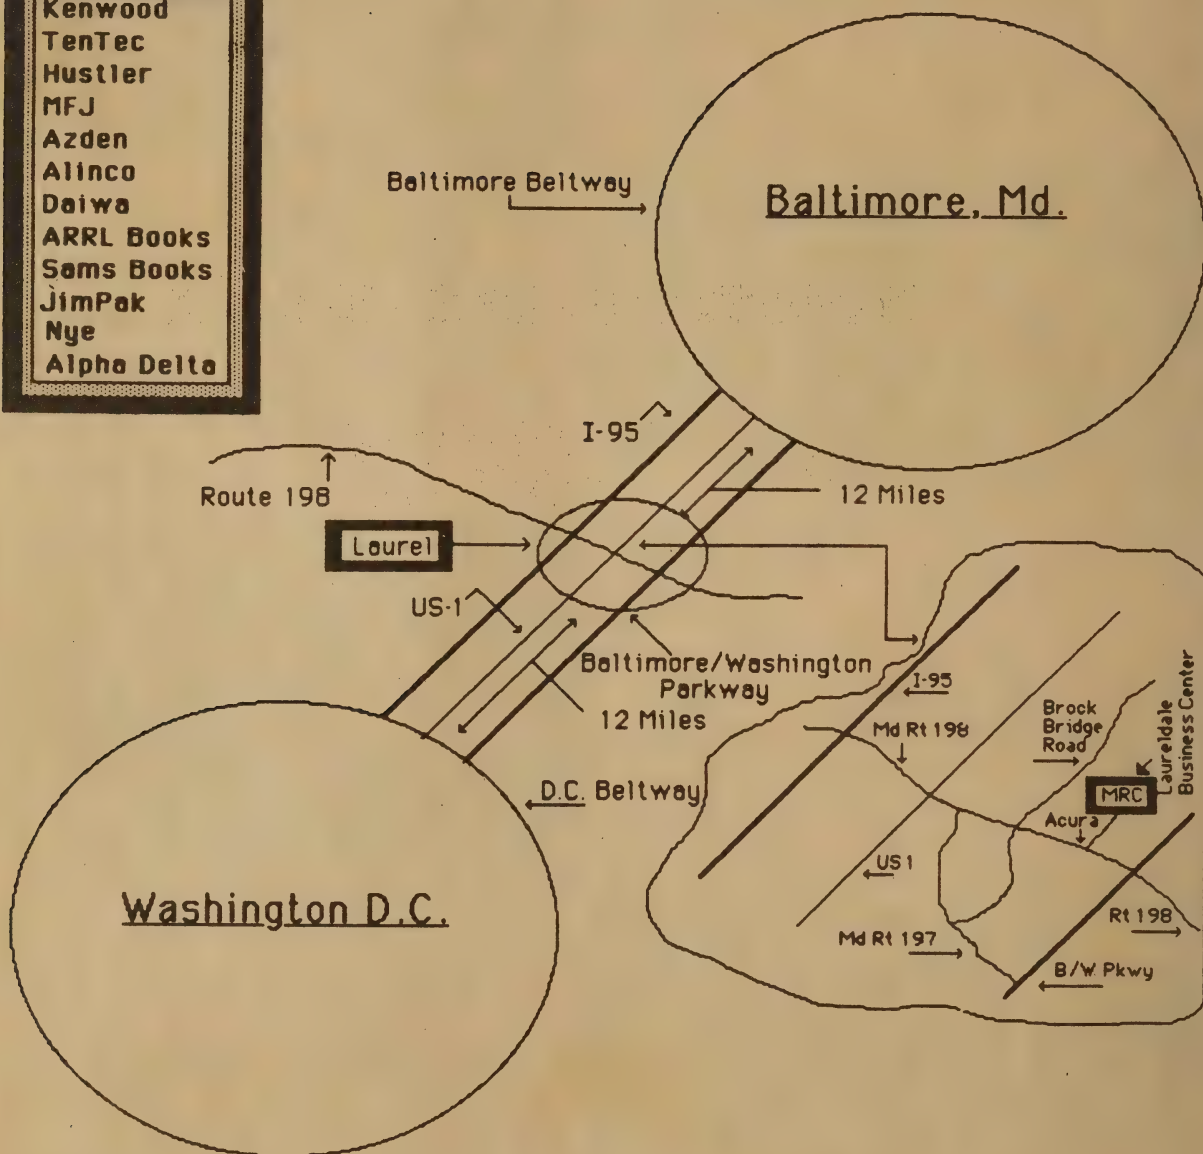 Kenwood
TenTec
Hustler
MFJ
Azden
Alinco
Daiwa
ARRL Books
Sams Books
JimPak
Nye
Alpha Delta
Baltimore Beltway
Baltimore, Md.
I-95
Route 198
12 Miles
Laurel
US-1
Baltimore/Washington
Parkway
12 Miles
D.C. Beltway
Washington D.C.
I-95
Md Rt 198
Brock
Bridge
Road
Laureldale
Business Center
MRC
Acura
US 1
Rt 198
Md Rt 197
B/W Pkwy